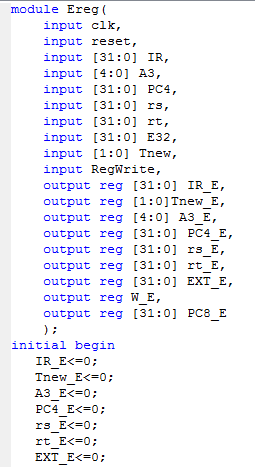 module Ereg(
input clk,
input reset,
input [31:0] IR,
input [4:0] A3,
input [31:0] PC4,
input [31:0] rs,
input [31:0] rt,
input [31:0] E32,
input [1:0] Tnew,
input RegWrite,
output reg [31:0] IR_E,
output reg [1:0]Tnew_E,
output reg [4:0] A3_E,
output reg [31:0] PC4_E,
output reg [31:0] rs_E,
output reg [31:0] rt_E,
output reg [31:0] EXT_E,
output reg W_E,
output reg [31:0] PC8_E
);
initial begin
IR_E<=0;
Tnew_E<=0;
A3_E<=0;
PC4_E<=0;
rs_E<=0;
rt_E<=0;
EXT_E<=0;